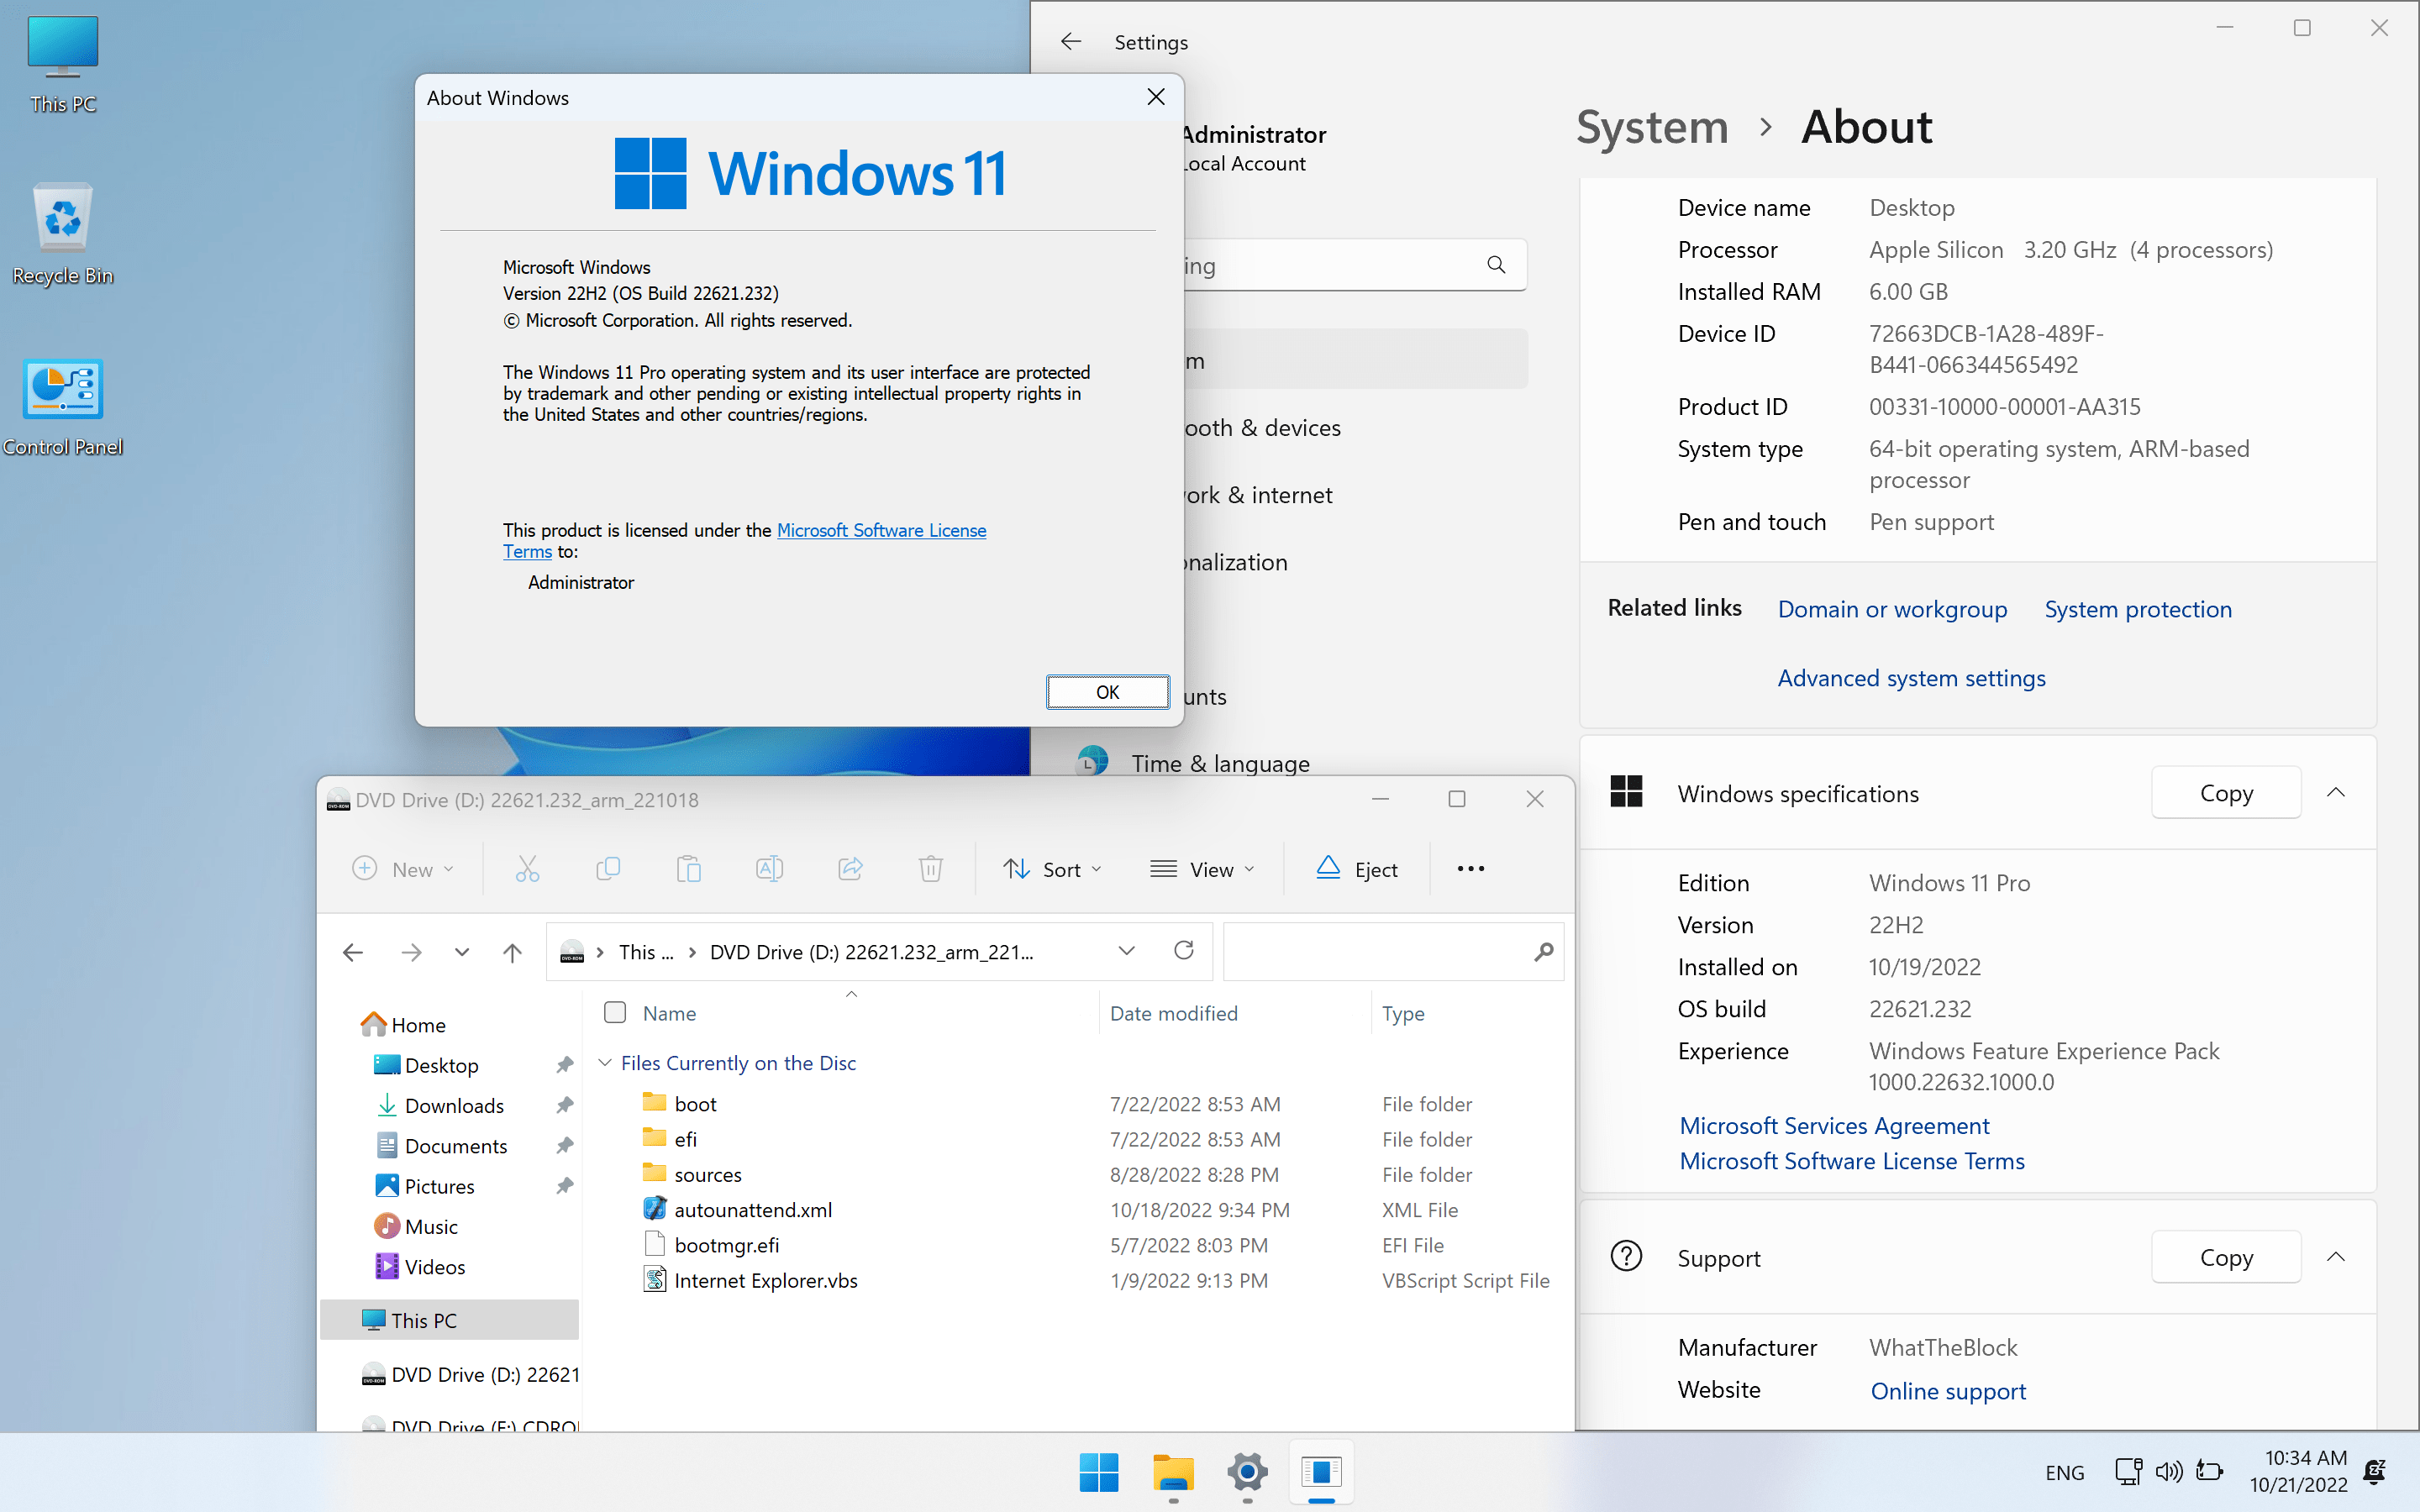 This PC
Recycle Bin
Control Panel
About Windows
Windows 11
Microsoft Windows
Version 22H2 (OS Build 22621.232)
© Microsoft Corporation. All rights reserved.
The Windows 11 Pro operating system and its user interface are protected
by trademark and other pending or existing intellectual property rights in
the United States and other countries/regions.
This product is licensed under the Microsoft Software License
Terms to:
Administrator
OK
Settings
Administrator
Local Account
ing
m
ooth & devices
ork & internet
onalization
unts
Time & language
System > About
Device name Desktop
Processor Apple Silicon 3.20 GHz (4 processors)
Installed RAM 6.00 GB
Device ID 72663DCB-1A28-489F-
B441-066344565492
Product ID 00331-10000-00001-AA315
System type 64-bit operating system, ARM-based
processor
Pen and touch Pen support
Related links Domain or workgroup System protection
Advanced system settings
Windows specifications Copy
Edition Windows 11 Pro
Version 22H2
Installed on 10/19/2022
OS build 22621.232
Experience Windows Feature Experience Pack
1000.22632.1000.0
Microsoft Services Agreement
Microsoft Software License Terms
Support Copy
Manufacturer WhatTheBlock
Website Online support
DVD Drive (D:) 22621.232_arm_221018
New Sort View Eject
This ... > DVD Drive (D:) 22621.232_arm_221...
Home
Desktop
Downloads
Documents
Pictures
Music
Videos
This PC
DVD Drive (D:) 22621
DVD Drive (E:) CDRO
Name Date modified Type
Files Currently on the Disc
boot 7/22/2022 8:53 AM File folder
efi 7/22/2022 8:53 AM File folder
sources 8/28/2022 8:28 PM File folder
autounattend.xml 10/18/2022 9:34 PM XML File
bootmgr.efi 5/7/2022 8:03 PM EFI File
Internet Explorer.vbs 1/9/2022 9:13 PM VBScript Script File
ENG
10:34 AM
10/21/2022